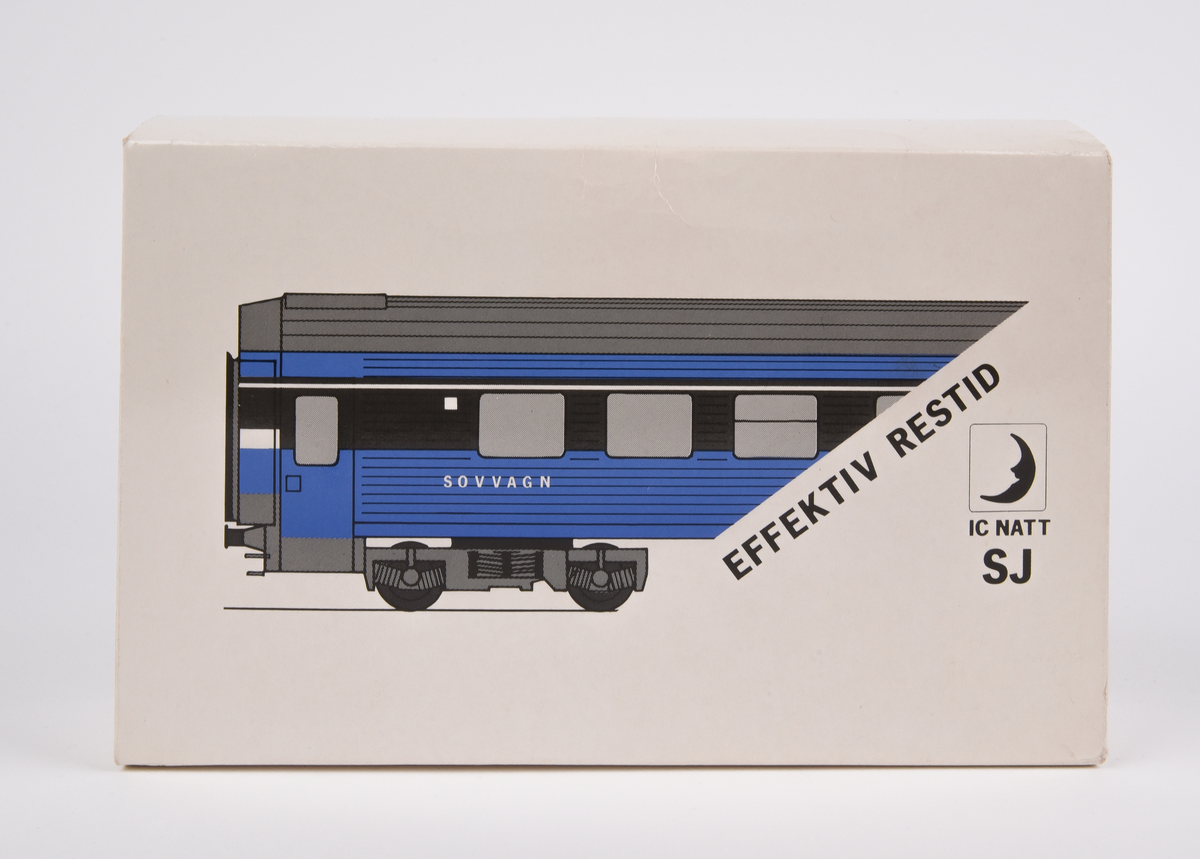 SOVVAGN
EFFEKTIV RESTID
IC NATT
SJ